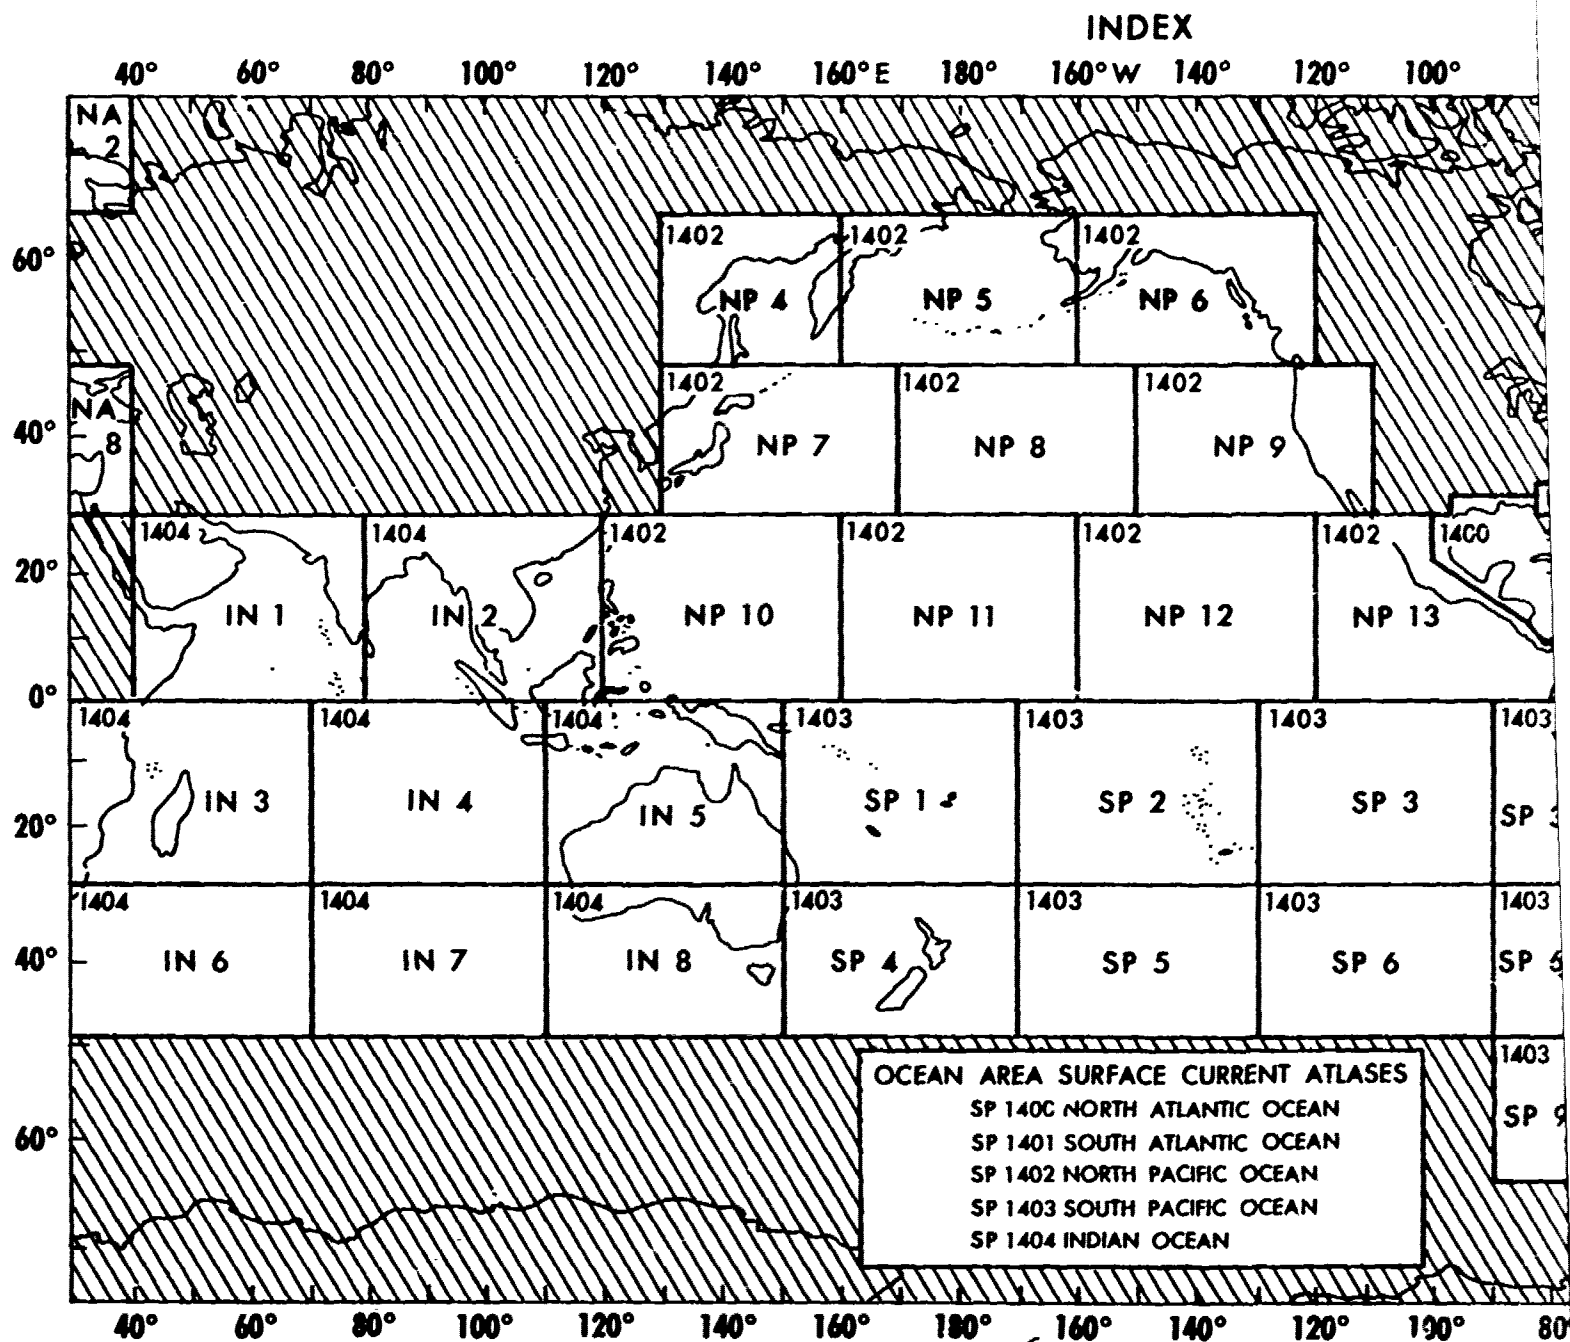 INDEX
40° 60° 80° 100° 120° 140° 160° E 180° 160° W 140° 120° 100°
NA
2
60°
1402 1402 1402
NP 4 NP 5 NP 6
1402 1402 1402
NA
40°
8 NP 7 NP 8 NP 9
1404 1404 1402 1402 1402 1402 1400
20°
IN 1 IN 2 NP 10 NP 11 NP 12 NP 13
0°
1404 1404 1404 1403 1403 1403 1403
IN 3 IN 4 IN 5 SP 1 SP 2 SP 3 SP
20°
1404 1404 1404 1403 1403 1403 1403
40° IN 6 IN 7 IN 8 SP 4 SP 5 SP 6 SP
1403
OCEAN AREA SURFACE CURRENT ATLASES
SP 1400 NORTH ATLANTIC OCEAN
SP 9
60°
SP 1401 SOUTH ATLANTIC OCEAN
SP 1402 NORTH PACIFIC OCEAN
SP 1403 SOUTH PACIFIC OCEAN
SP 1404 INDIAN OCEAN
40° 60° 80° 100° 120° 140° 160° 180° 160° 140° 120° 100° 80°